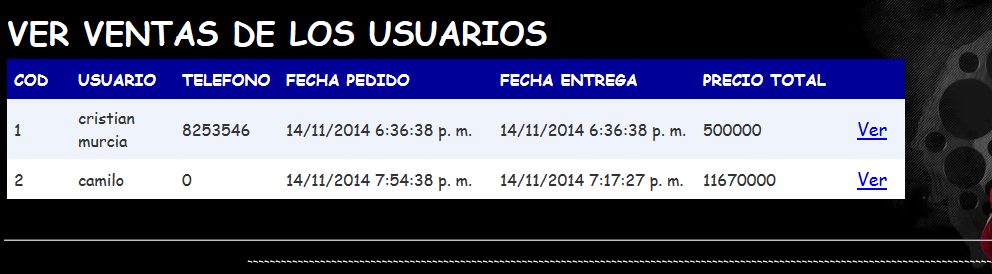 VER VENTAS DE LOS USUARIOS
COD USUARIO TELEFONO FECHA PEDIDO FECHA ENTREGA PRECIO TOTAL
1 cristian murcia 8253546 14/11/2014 6:36:38 p. m. 14/11/2014 6:36:38 p. m. 500000 Ver
2 camilo 0 14/11/2014 7:54:38 p. m. 14/11/2014 7:17:27 p. m. 11670000 Ver